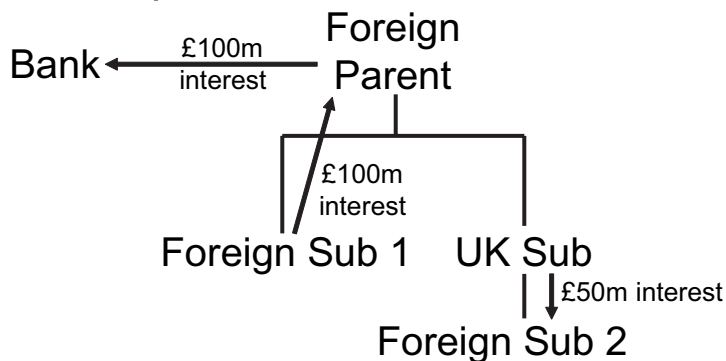 Foreign
Parent
Bank
£100m
interest
£100m
interest
Foreign Sub 1
UK Sub
£50m interest
Foreign Sub 2